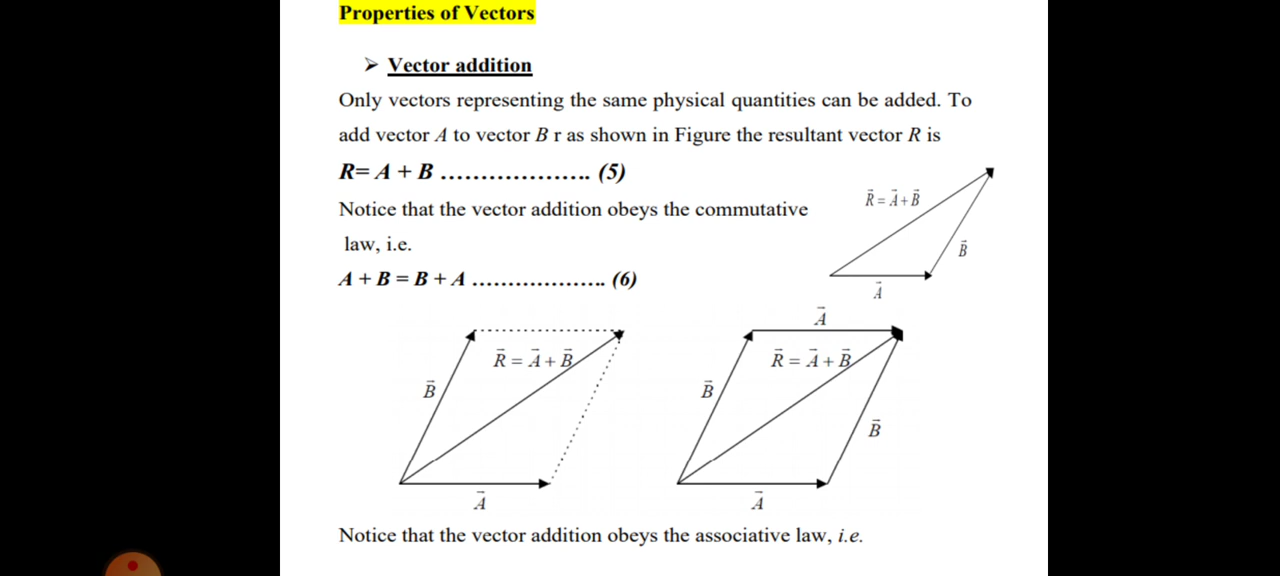 Properties of Vectors
➤ Vector addition
Only vectors representing the same physical quantities can be added. To
add vector A to vector B r as shown in Figure the resultant vector R is
R= A + B ………………. (5)
Notice that the vector addition obeys the commutative
law, i.e.
A + B = B + A ……………….. (6)
R⃗ = A⃗ + B⃗
B⃗
A⃗
R⃗ = A⃗ + B⃗
B⃗
A⃗
A⃗
R⃗ = A⃗ + B⃗
B⃗
B⃗
A⃗
Notice that the vector addition obeys the associative law, i.e.